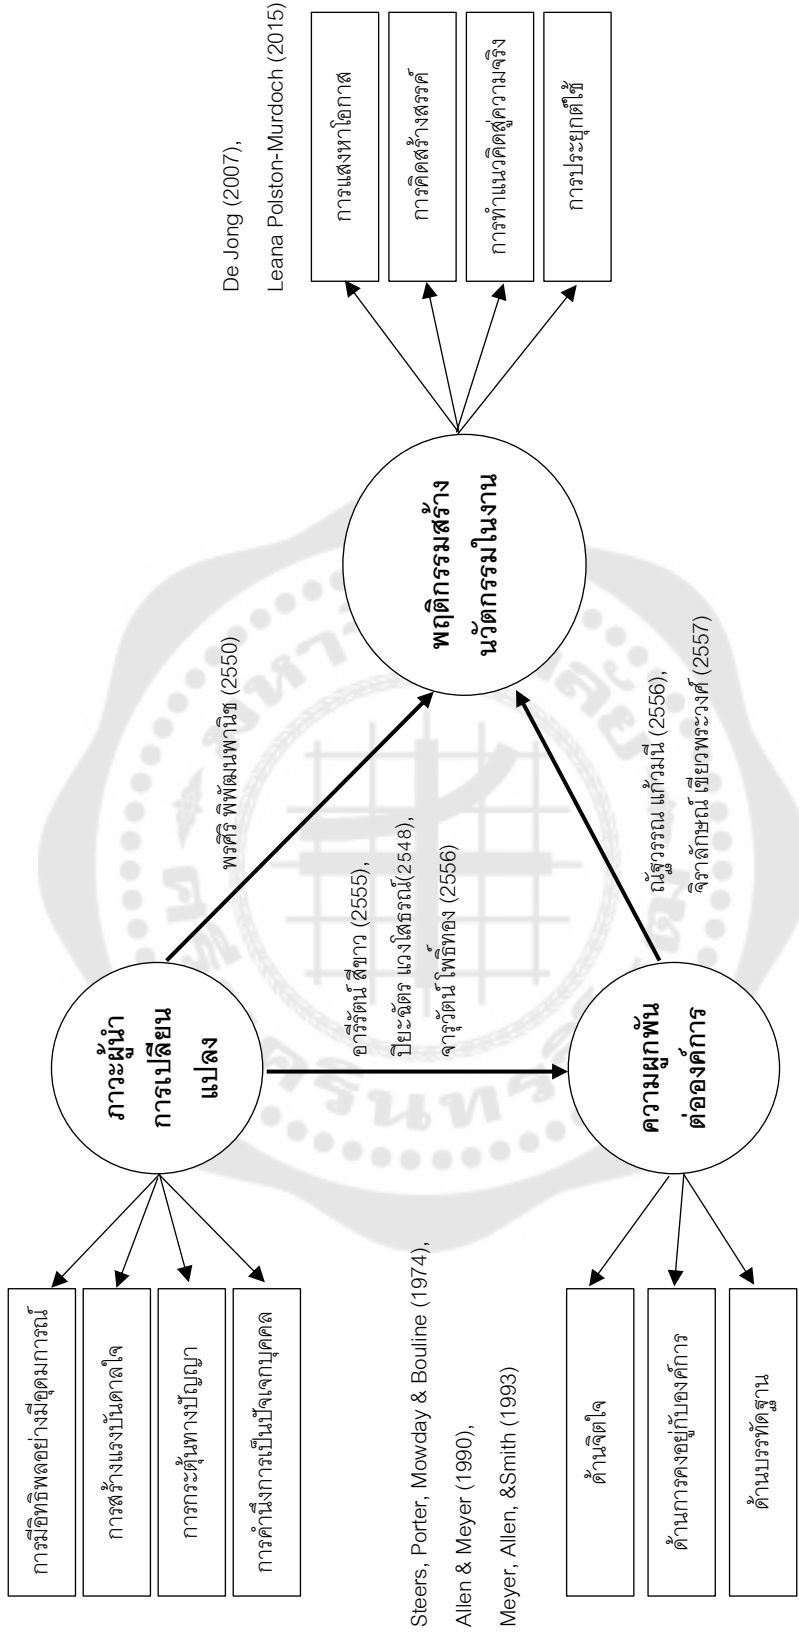 การมีอิทธิพลอย่างมีอุดมการณ์
การสร้างแรงบันดาลใจ
การกระตุ้นทางปัญญา
การคำนึงการเป็นปัจเจกบุคคล
ภาวะผู้นำ
การเปลี่ยน
แปลง
พรศิริ พิพัฒนพานิช (2550)
De Jong (2007),
Leana Polston-Murdoch (2015)
การแสงหาโอกาส
การคิดสร้างสรรค์
การทำแนวคิดสู่ความจริง
การประยุกต์ใช้
พฤติกรรมสร้าง
นวัตกรรมในงาน
อารีรัตน์ สีขาว (2555),
ปิยะฉัตร แวงโสธรณ์(2548),
จารุวัตน์ โพธิ์ทอง (2556)
Steers, Porter, Mowday & Bouline (1974),
Allen & Meyer (1990),
Meyer, Allen, &Smith (1993)
ด้านจิตใจ
ด้านการคงอยู่กับองค์การ
ด้านบรรทัดฐาน
ความผูกพัน
ต่อองค์การ
ณัฐวรรณ แก้วมนี (2556),
จิราลักษณ์ เขียวพระวงศ์ (2557)